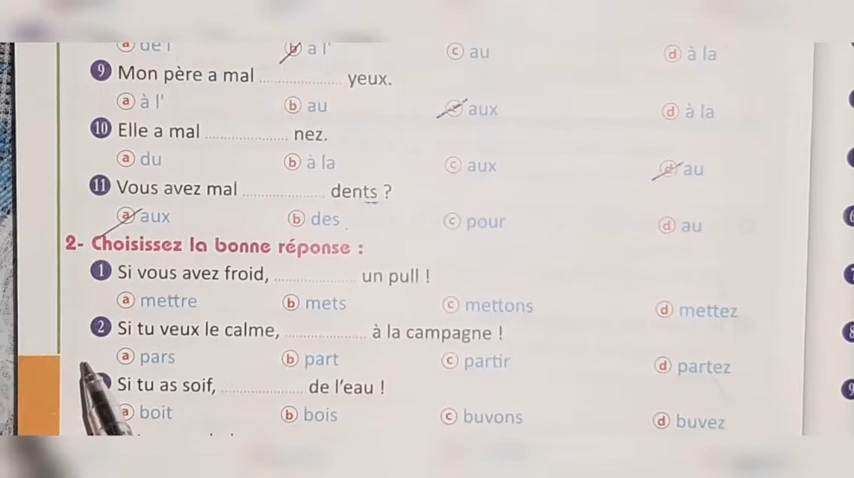 a de l' b a l' c au d à la
9 Mon père a mal .................... yeux.
a à l' b au c aux d à la
10 Elle a mal .................... nez.
a du b à la c aux d au
11 Vous avez mal .................... dents ?
a aux b des c pour d au
2- Choisissez la bonne réponse :
1 Si vous avez froid, .................... un pull !
a mettre b mets c mettons d mettez
2 Si tu veux le calme, .................... à la campagne !
a pars b part c partir d partez
Si tu as soif, .................... de l'eau !
a boit b bois c buvons d buvez